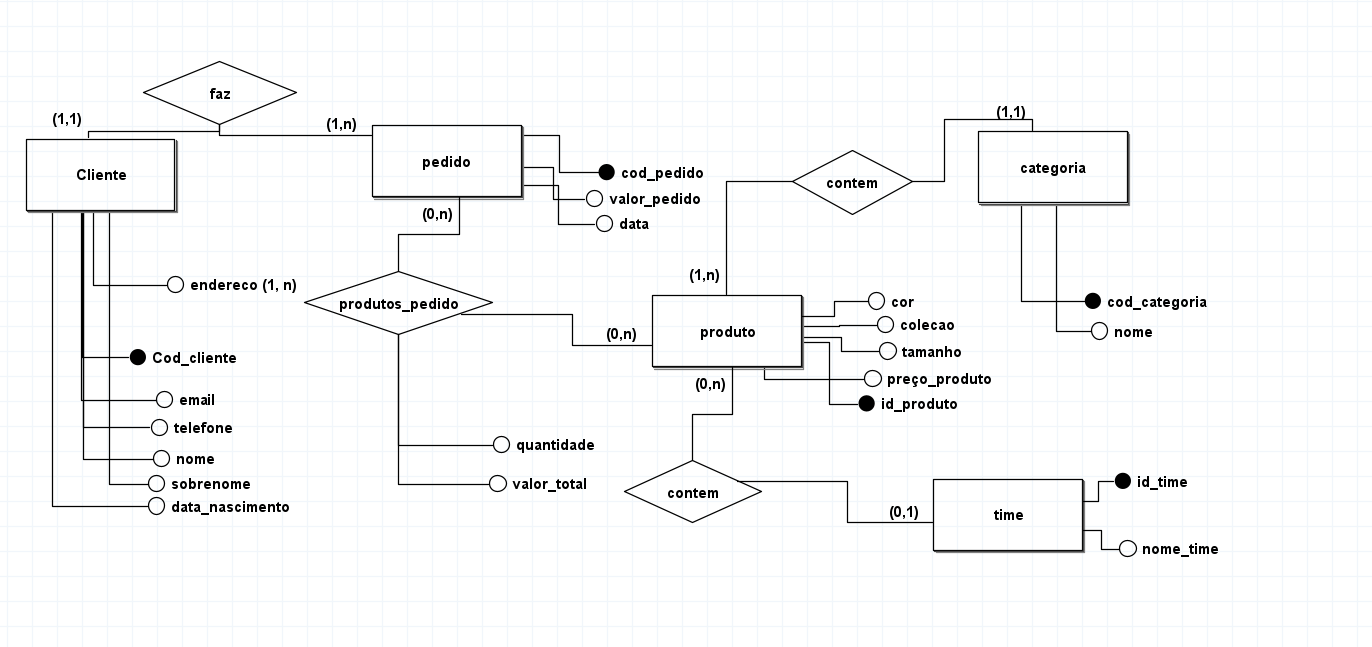 faz
(1,1)
(1,n)
Cliente
pedido
cod_pedido
valor_pedido
data
(0,n)
endereco (1, n)
Cod_cliente
email
telefone
nome
sobrenome
data_nascimento
produtos_pedido
(0,n)
quantidade
valor_total
(1,1)
categoria
contem
(1,n)
cod_categoria
nome
produto
cor
colecao
tamanho
preço_produto
id_produto
(0,n)
contem
(0,1)
time
id_time
nome_time